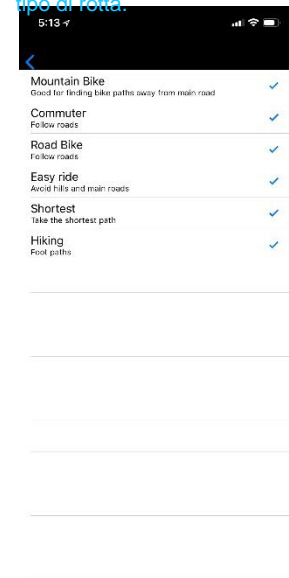 tipo di rotta.
5:13
Mountain Bike
Good for finding bike paths away from main road
Commuter
Follow roads
Road Bike
Follow roads
Easy ride
Avoid hills and main roads
Shortest
Take the shortest path
Hiking
Foot paths